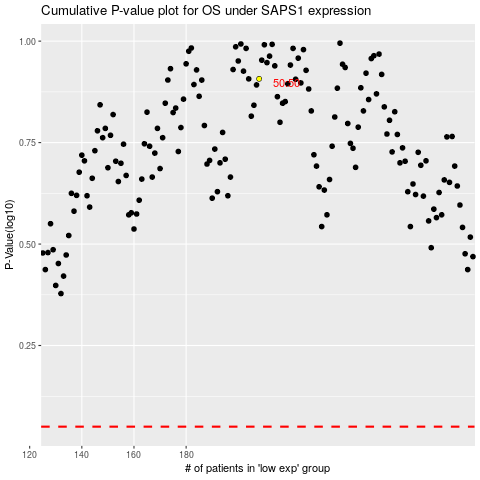 Cumulative P-value plot for OS under SAPS1 expression
P-Value(log10)
1.00
0.75
0.50
0.25
50:50
120 140 160 180
# of patients in 'low exp' group